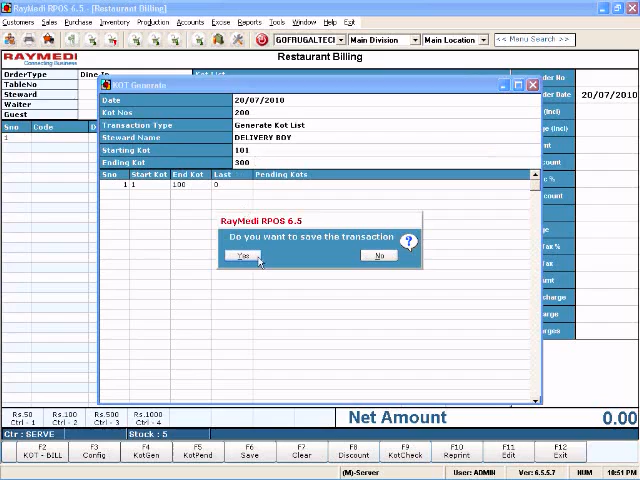 RayMedi RPOS 6.5 - [Restaurant Billing]
Customers Sales Purchase Inventory Production Accounts Excise Reports Tools Window Help Exit
GOFRUGALTECI Main Division Main Location <-- Menu Search -->
RAYMEDI
Connecting Business
Restaurant Billing
OrderType Dine In Kot List
TableNo
Steward
Waiter
Guest
Sno Code
1
der No
der Date 20/07/2010
ge (Incl)
mt
count
c %
count
Tax %
Tax
charge
arge
rges
KOT Generate
Date 20/07/2010
Kot Nos 200
Transaction Type Generate Kot List
Steward Name DELIVERY BOY
Starting Kot 101
Ending Kot 300
Sno Start Kot End Kot Last Pending Kots
1 1 100 0
RayMedi RPOS 6.5
Do you want to save the transaction
Yes No
Rs.50 Rs.100 Rs.500 Rs.1000
Ctrl - 1 Ctrl - 2 Ctrl - 3 Ctrl - 4
Net Amount 0.00
Ctr : SERVE Stock : 5
F2 F3 F4 F5 F6 F7 F8 F9 F10 F11 F12
KOT - BILL Config KotGen KotPend Save Clear Discount KotCheck Reprint Edit Exit
(M)-Server User: ADMIN Ver: 6.5.5.7 NUM 10:51 PM